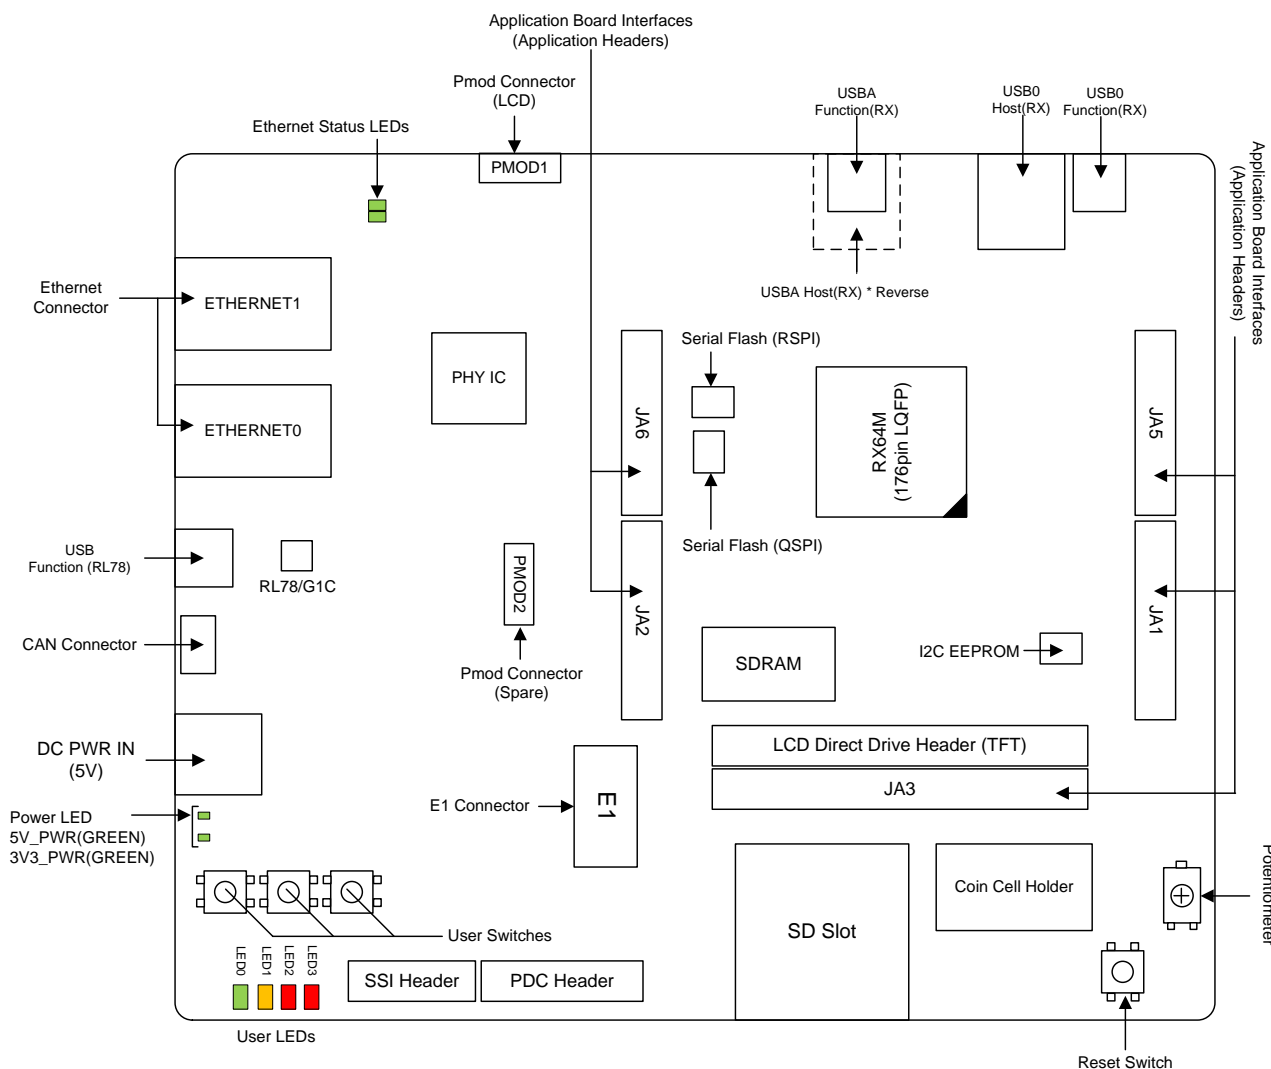 Application Board Interfaces
(Application Headers)
Pmod Connector
(LCD)
Ethernet Status LEDs
PMOD1
USBA
Function(RX)
USB0
Host(RX)
USB0
Function(RX)
Application Board Interfaces
(Application Headers)
USBA Host(RX) * Reverse
Ethernet
Connector
ETHERNET1
ETHERNET0
PHY IC
Serial Flash (RSPI)
JA6
RX64M
(176pin LQFP)
JA5
Serial Flash (QSPI)
USB
Function (RL78)
RL78/G1C
PMOD2
JA2
JA1
CAN Connector
Pmod Connector
(Spare)
SDRAM
I2C EEPROM
DC PWR IN
(5V)
LCD Direct Drive Header (TFT)
JA3
E1 Connector
E1
Power LED
5V_PWR(GREEN)
3V3_PWR(GREEN)
SD Slot
Coin Cell Holder
Potentiometer
User Switches
LED0
LED1
LED2
LED3
SSI Header
PDC Header
User LEDs
Reset Switch